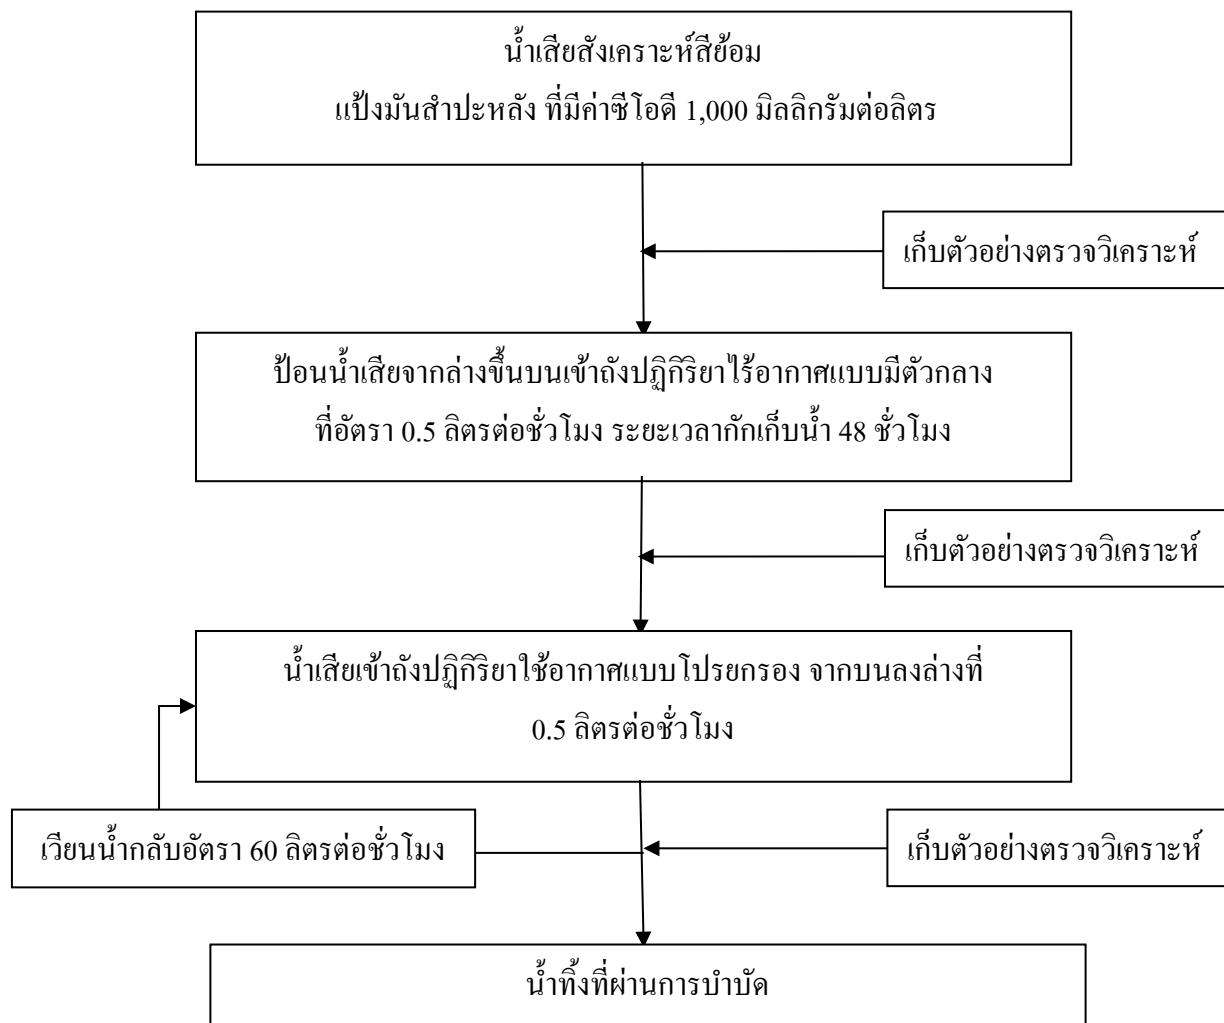 น้ำเสียสังเคราะห์สีย้อม
แป้งมันสำปะหลัง ที่มีค่าซีโอดี 1,000 มิลลิกรัมต่อลิตร
เก็บตัวอย่างตรวจวิเคราะห์
ป้อนน้ำเสียจากล่างขึ้นบนเข้าถังปฏิกิริยาไร้อากาศแบบมีตัวกลาง
ที่อัตรา 0.5 ลิตรต่อชั่วโมง ระยะเวลากักเก็บน้ำ 48 ชั่วโมง
เก็บตัวอย่างตรวจวิเคราะห์
น้ำเสียเข้าถังปฏิกิริยาใช้อากาศแบบโปรยกรอง จากบนลงล่างที่
0.5 ลิตรต่อชั่วโมง
เวียนน้ำกลับอัตรา 60 ลิตรต่อชั่วโมง
เก็บตัวอย่างตรวจวิเคราะห์
น้ำทิ้งที่ผ่านการบำบัด